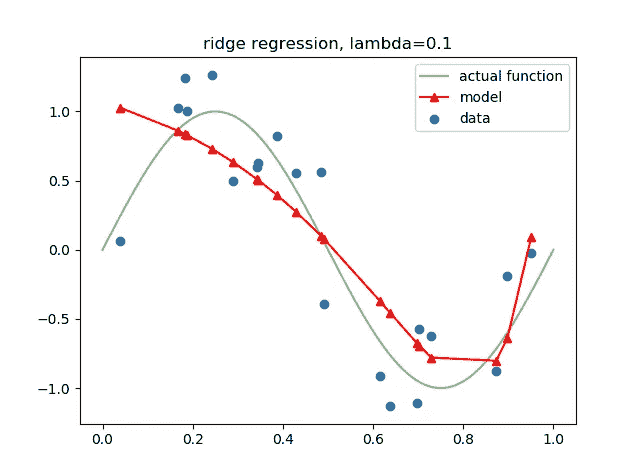 ridge regression, lambda=0.1
actual function
model
data
1.0
0.5
0.0
−0.5
−1.0
0.0 0.2 0.4 0.6 0.8 1.0